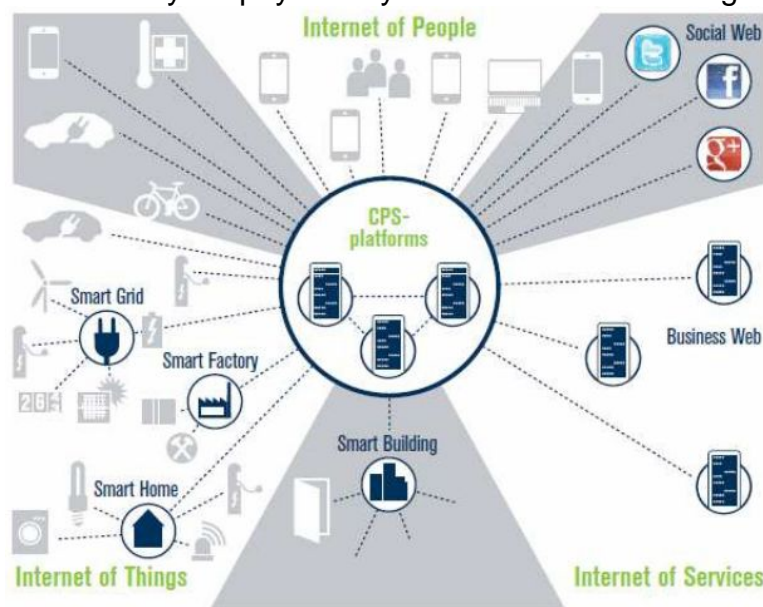 Internet of People
Social Web
CPS-
platforms
Smart Grid
Business Web
Smart Factory
Smart Building
Smart Home
Internet of Things
Internet of Services